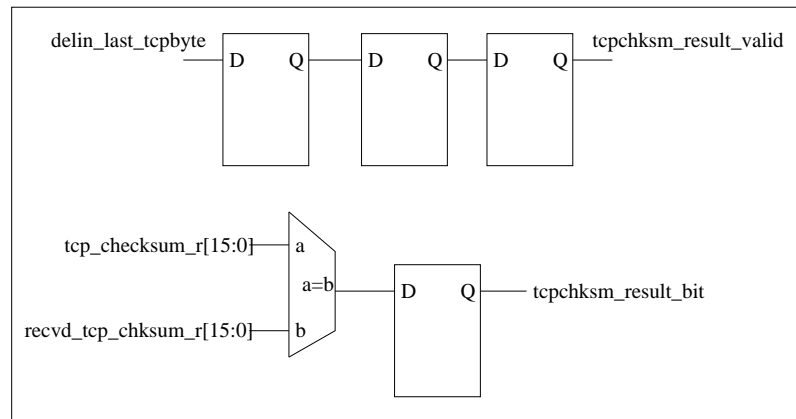 delin_last_tcpbyte
tcpchksm_result_valid
D Q D Q D Q
tcp_checksum_r[15:0]
a
a=b
D Q
tcpchksm_result_bit
recvd_tcp_chksum_r[15:0]
b